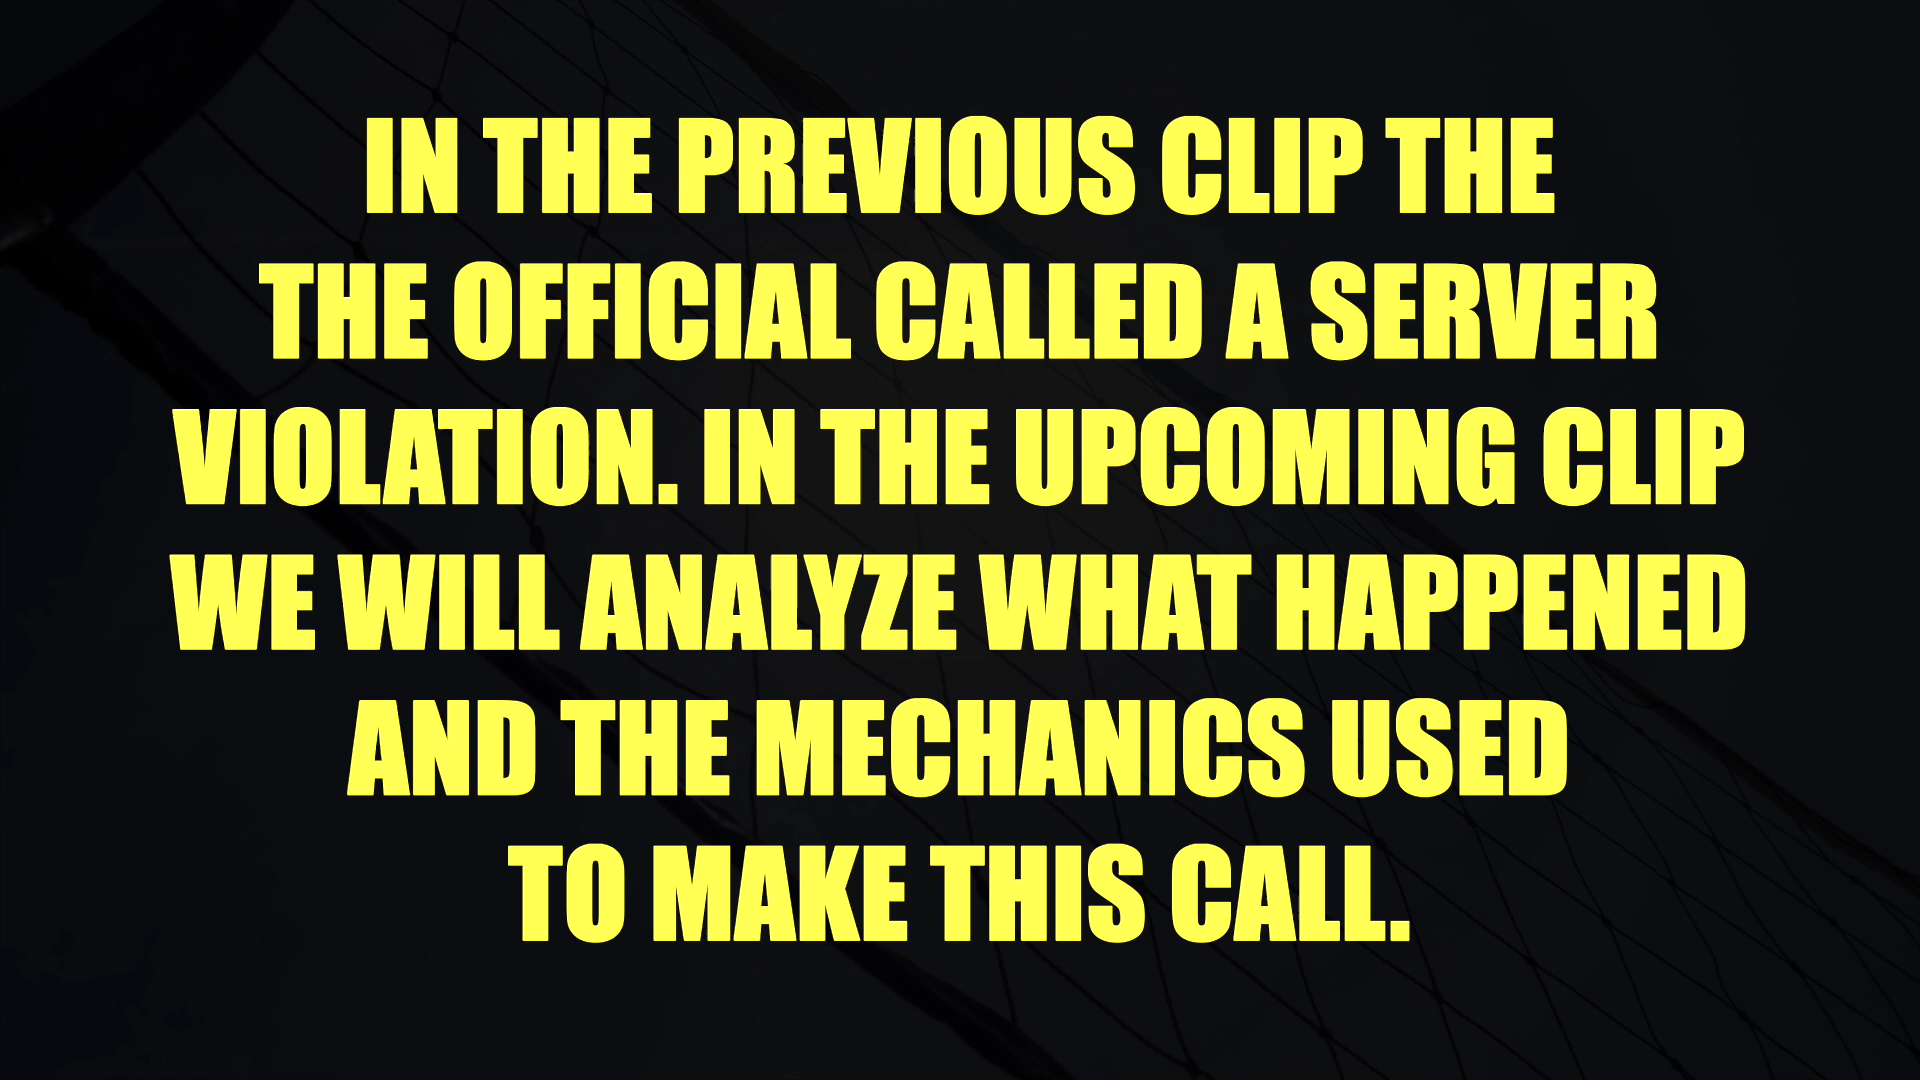 IN THE PREVIOUS CLIP THE
THE OFFICIAL CALLED A SERVER
VIOLATION. IN THE UPCOMING CLIP
WE WILL ANALYZE WHAT HAPPENED
AND THE MECHANICS USED
TO MAKE THIS CALL.